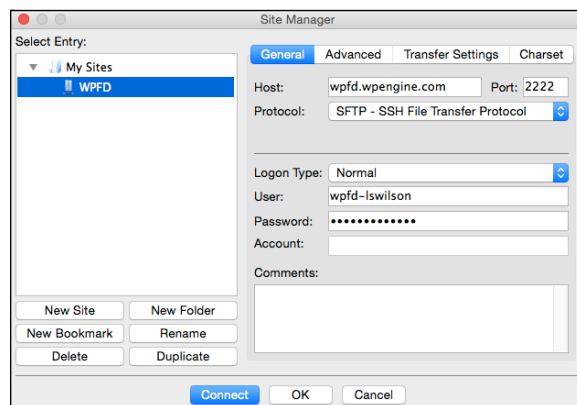 Site Manager
Select Entry:
My Sites
WPFD
New Site
New Folder
New Bookmark
Rename
Delete
Duplicate
General
Advanced
Transfer Settings
Charset
Host:
wpfd.wpengine.com
Port:
2222
Protocol:
SFTP - SSH File Transfer Protocol
Logon Type:
Normal
User:
wpfd-lswilson
Password:
•••••••••••••
Account:
Comments:
Connect
OK
Cancel